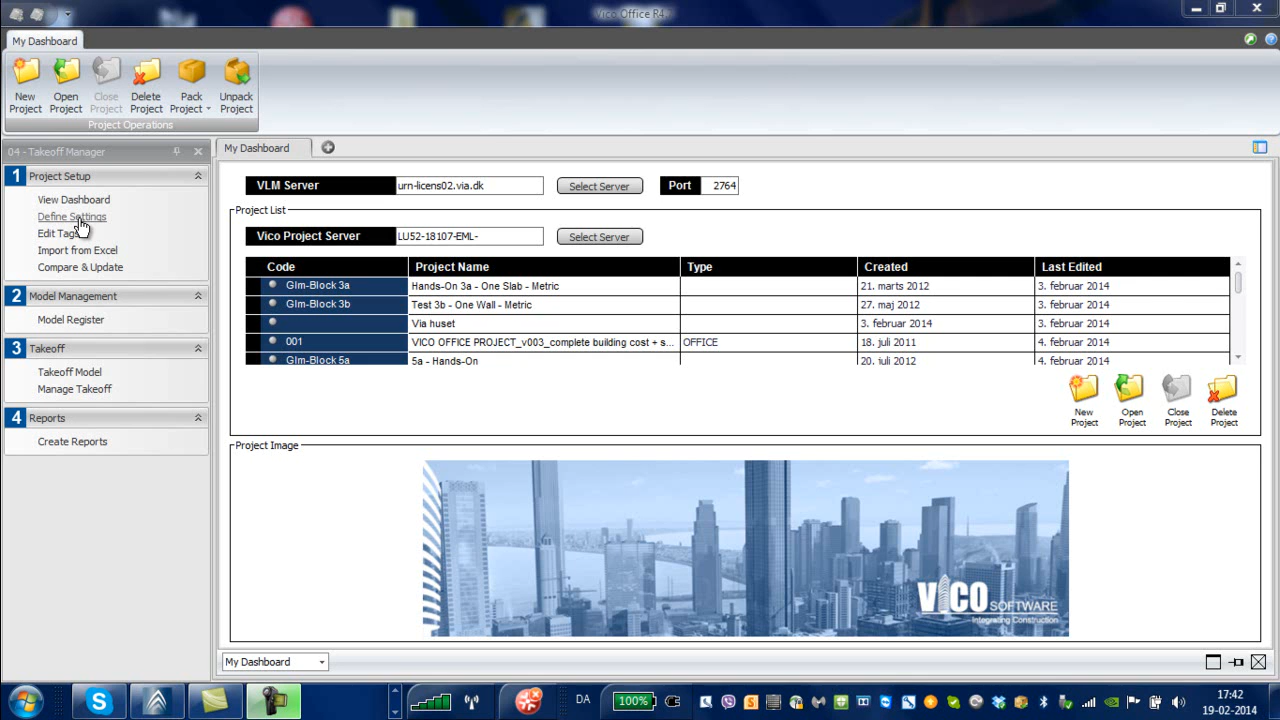 Vico Office R4.
My Dashboard
New Project
Open Project
Close Project
Delete Project
Pack Project
Unpack Project
Project Operations
04 - Takeoff Manager
1 Project Setup
View Dashboard
Define Settings
Edit Tags
Import from Excel
Compare & Update
2 Model Management
Model Register
3 Takeoff
Takeoff Model
Manage Takeoff
4 Reports
Create Reports
My Dashboard
VLM Server urn-licens02.via.dk Select Server Port 2764
Project List
Vico Project Server LU52-18107-EML- Select Server
Code Project Name Type Created Last Edited
Glm-Block 3a Hands-On 3a - One Slab - Metric 21. marts 2012 3. februar 2014
Glm-Block 3b Test 3b - One Wall - Metric 27. maj 2012 3. februar 2014
Via huset 3. februar 2014 3. februar 2014
001 VICO OFFICE PROJECT_v003_complete building cost + s... OFFICE 18. juli 2011 4. februar 2014
Glm-Block 5a 5a - Hands-On 20. juli 2012 4. februar 2014
New Project
Open Project
Close Project
Delete Project
Project Image
VICO SOFTWARE
Integrating Construction
My Dashboard
DA 100% 17:42
19-02-2014